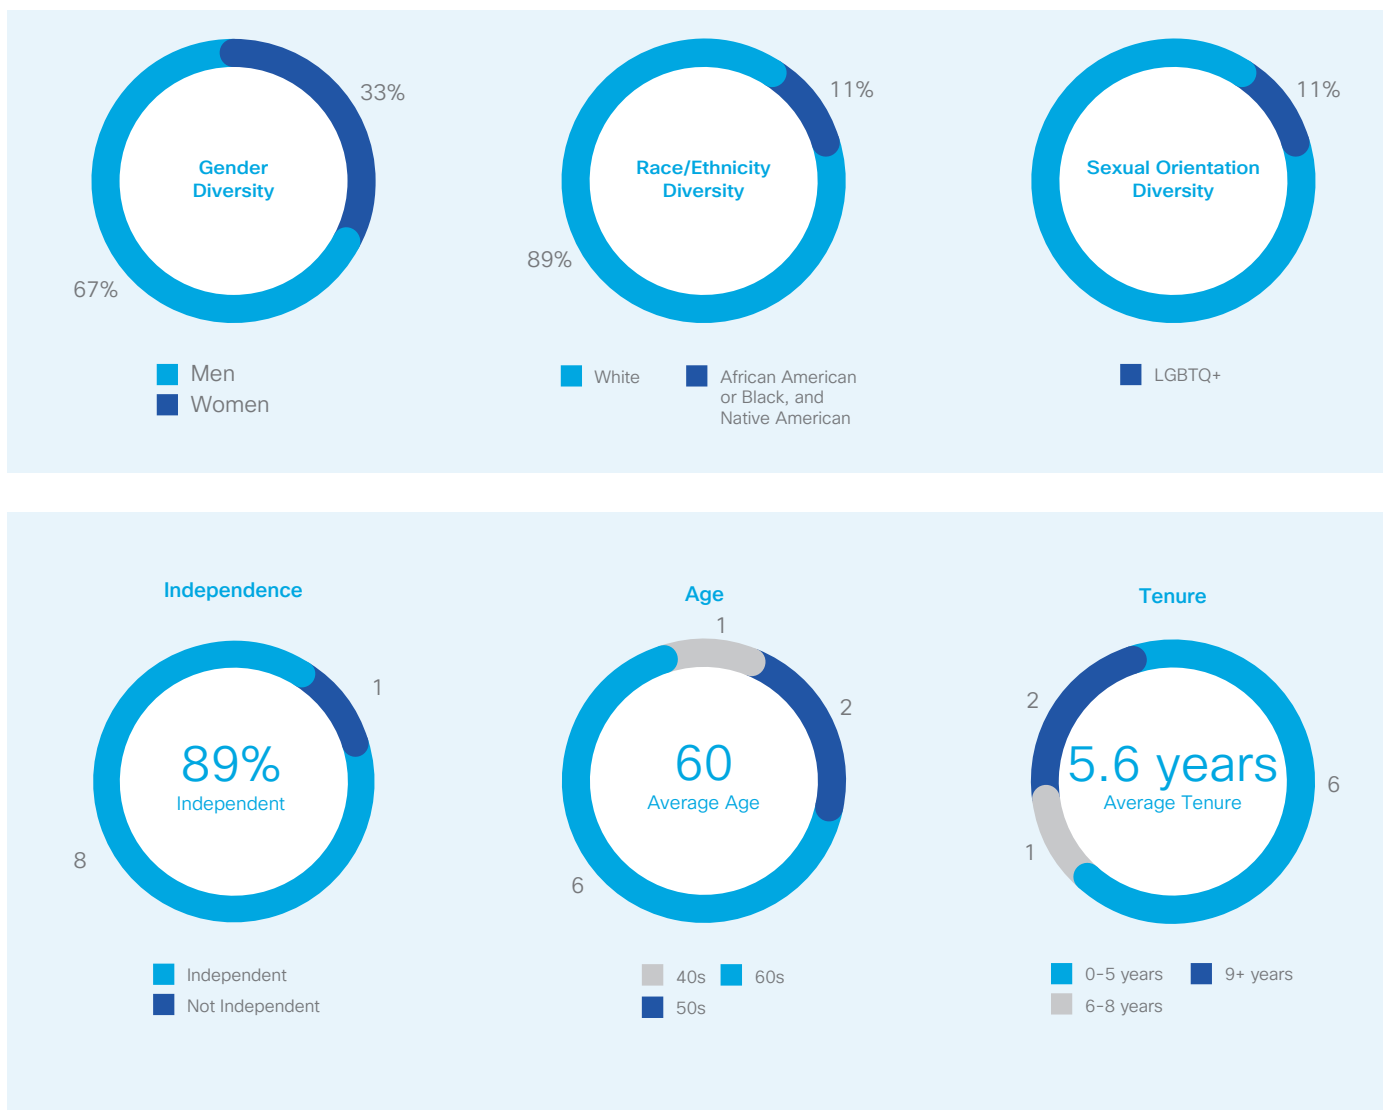 33%
Gender
Diversity
67%
Men
Women
11%
Race/Ethnicity
Diversity
89%
White
African American
or Black, and
Native American
11%
Sexual Orientation
Diversity
LGBTQ+
Independence
1
89%
Independent
8
Independent
Not Independent
Age
1
2
60
Average Age
6
40s
60s
50s
Tenure
2
5.6 years
Average Tenure
6
1
0-5 years
9+ years
6-8 years